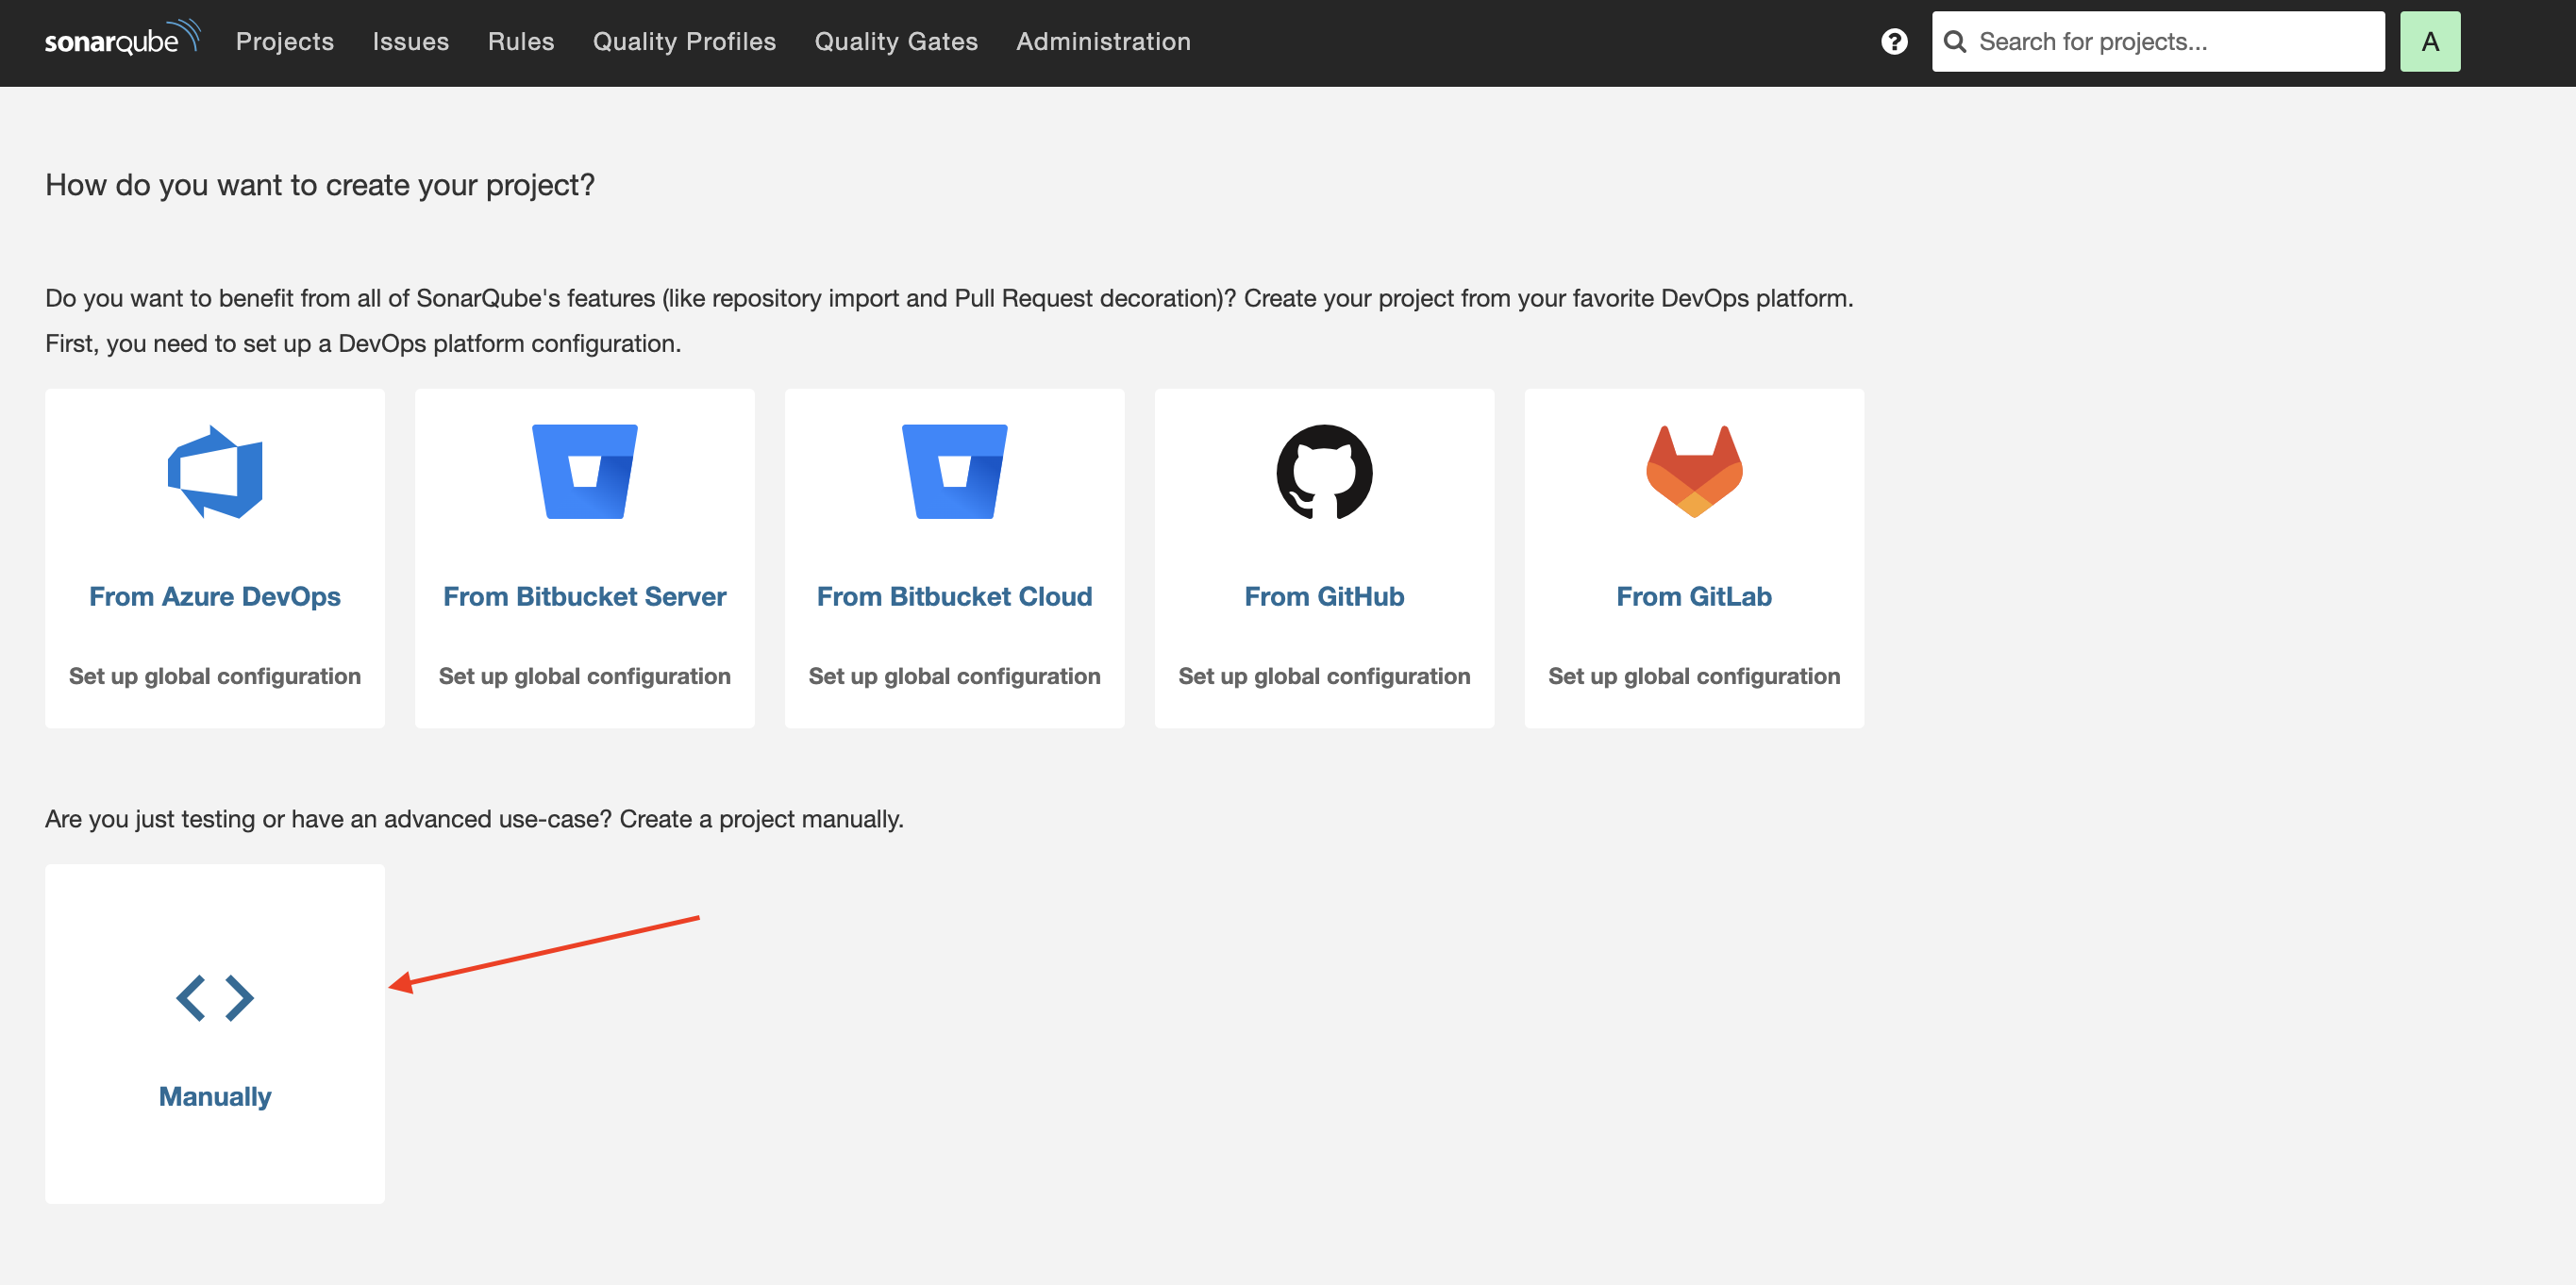 sonarqube Projects Issues Rules Quality Profiles Quality Gates Administration ? Search for projects... A
How do you want to create your project?
Do you want to benefit from all of SonarQube's features (like repository import and Pull Request decoration)? Create your project from your favorite DevOps platform.
First, you need to set up a DevOps platform configuration.
From Azure DevOps From Bitbucket Server From Bitbucket Cloud From GitHub From GitLab
Set up global configuration Set up global configuration Set up global configuration Set up global configuration Set up global configuration
Are you just testing or have an advanced use-case? Create a project manually.
Manually